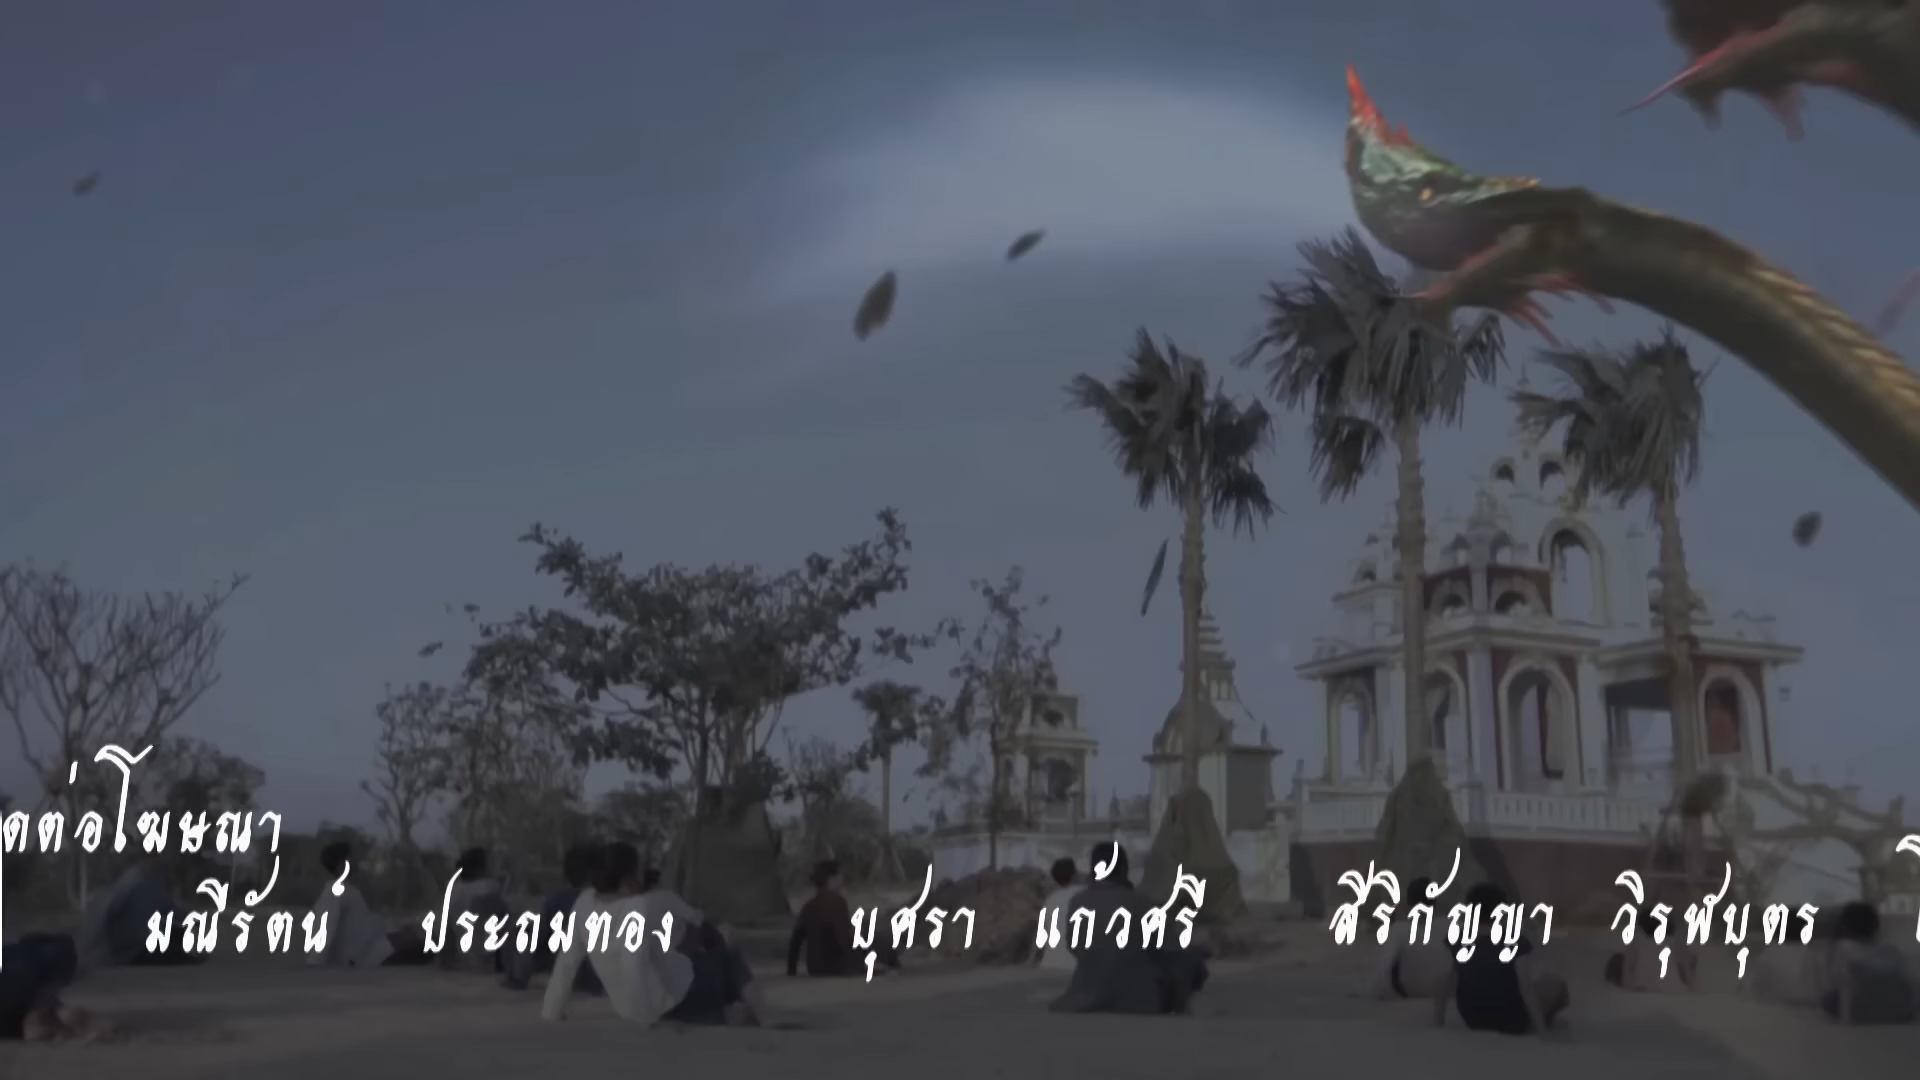 ดต่อโฆษณา
มณีรัตน์ ประถมทอง บุศรา แก้วศรี สิริกัญญา วิรุฬบุตร